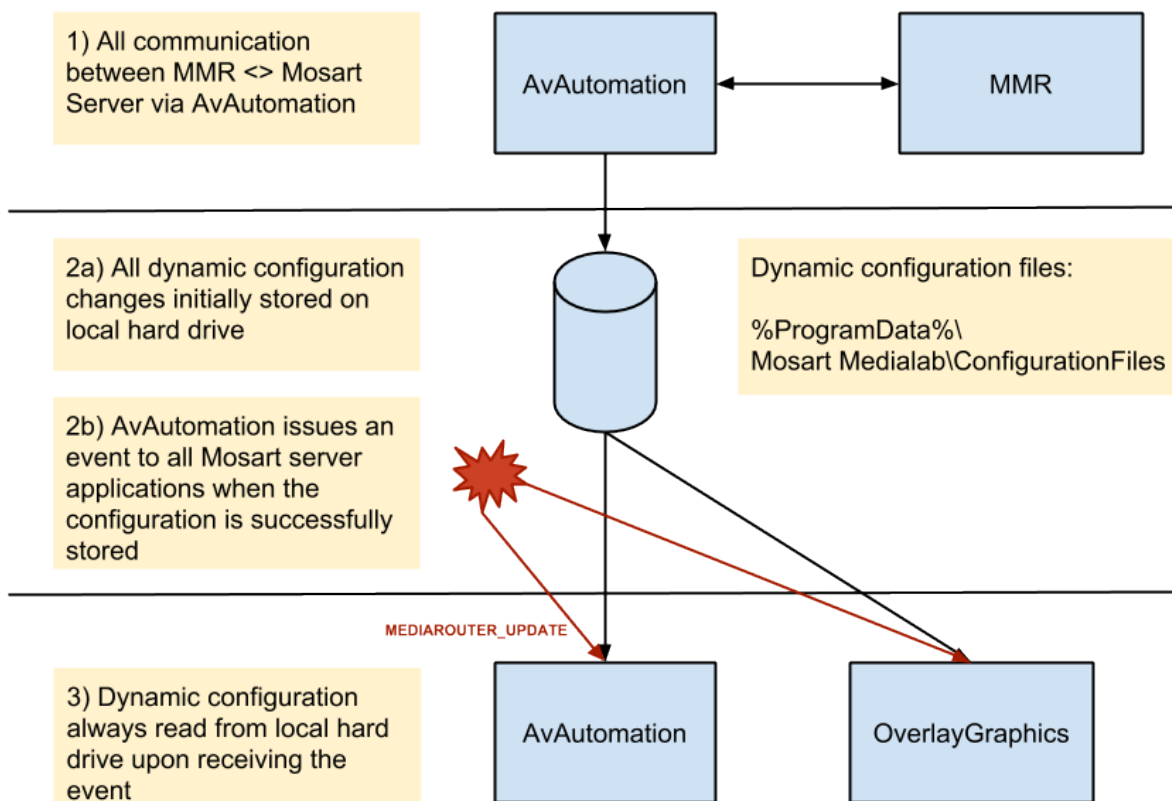 1) All communication
between MMR <> Mosart
Server via AvAutomation
AvAutomation
MMR
2a) All dynamic configuration
changes initially stored on
local hard drive
Dynamic configuration files:
%ProgramData%\
Mosart Medialab\ConfigurationFiles
2b) AvAutomation issues an
event to all Mosart server
applications when the
configuration is successfully
stored
MEDIAROUTER_UPDATE
3) Dynamic configuration
always read from local hard
drive upon receiving the
event
AvAutomation
OverlayGraphics